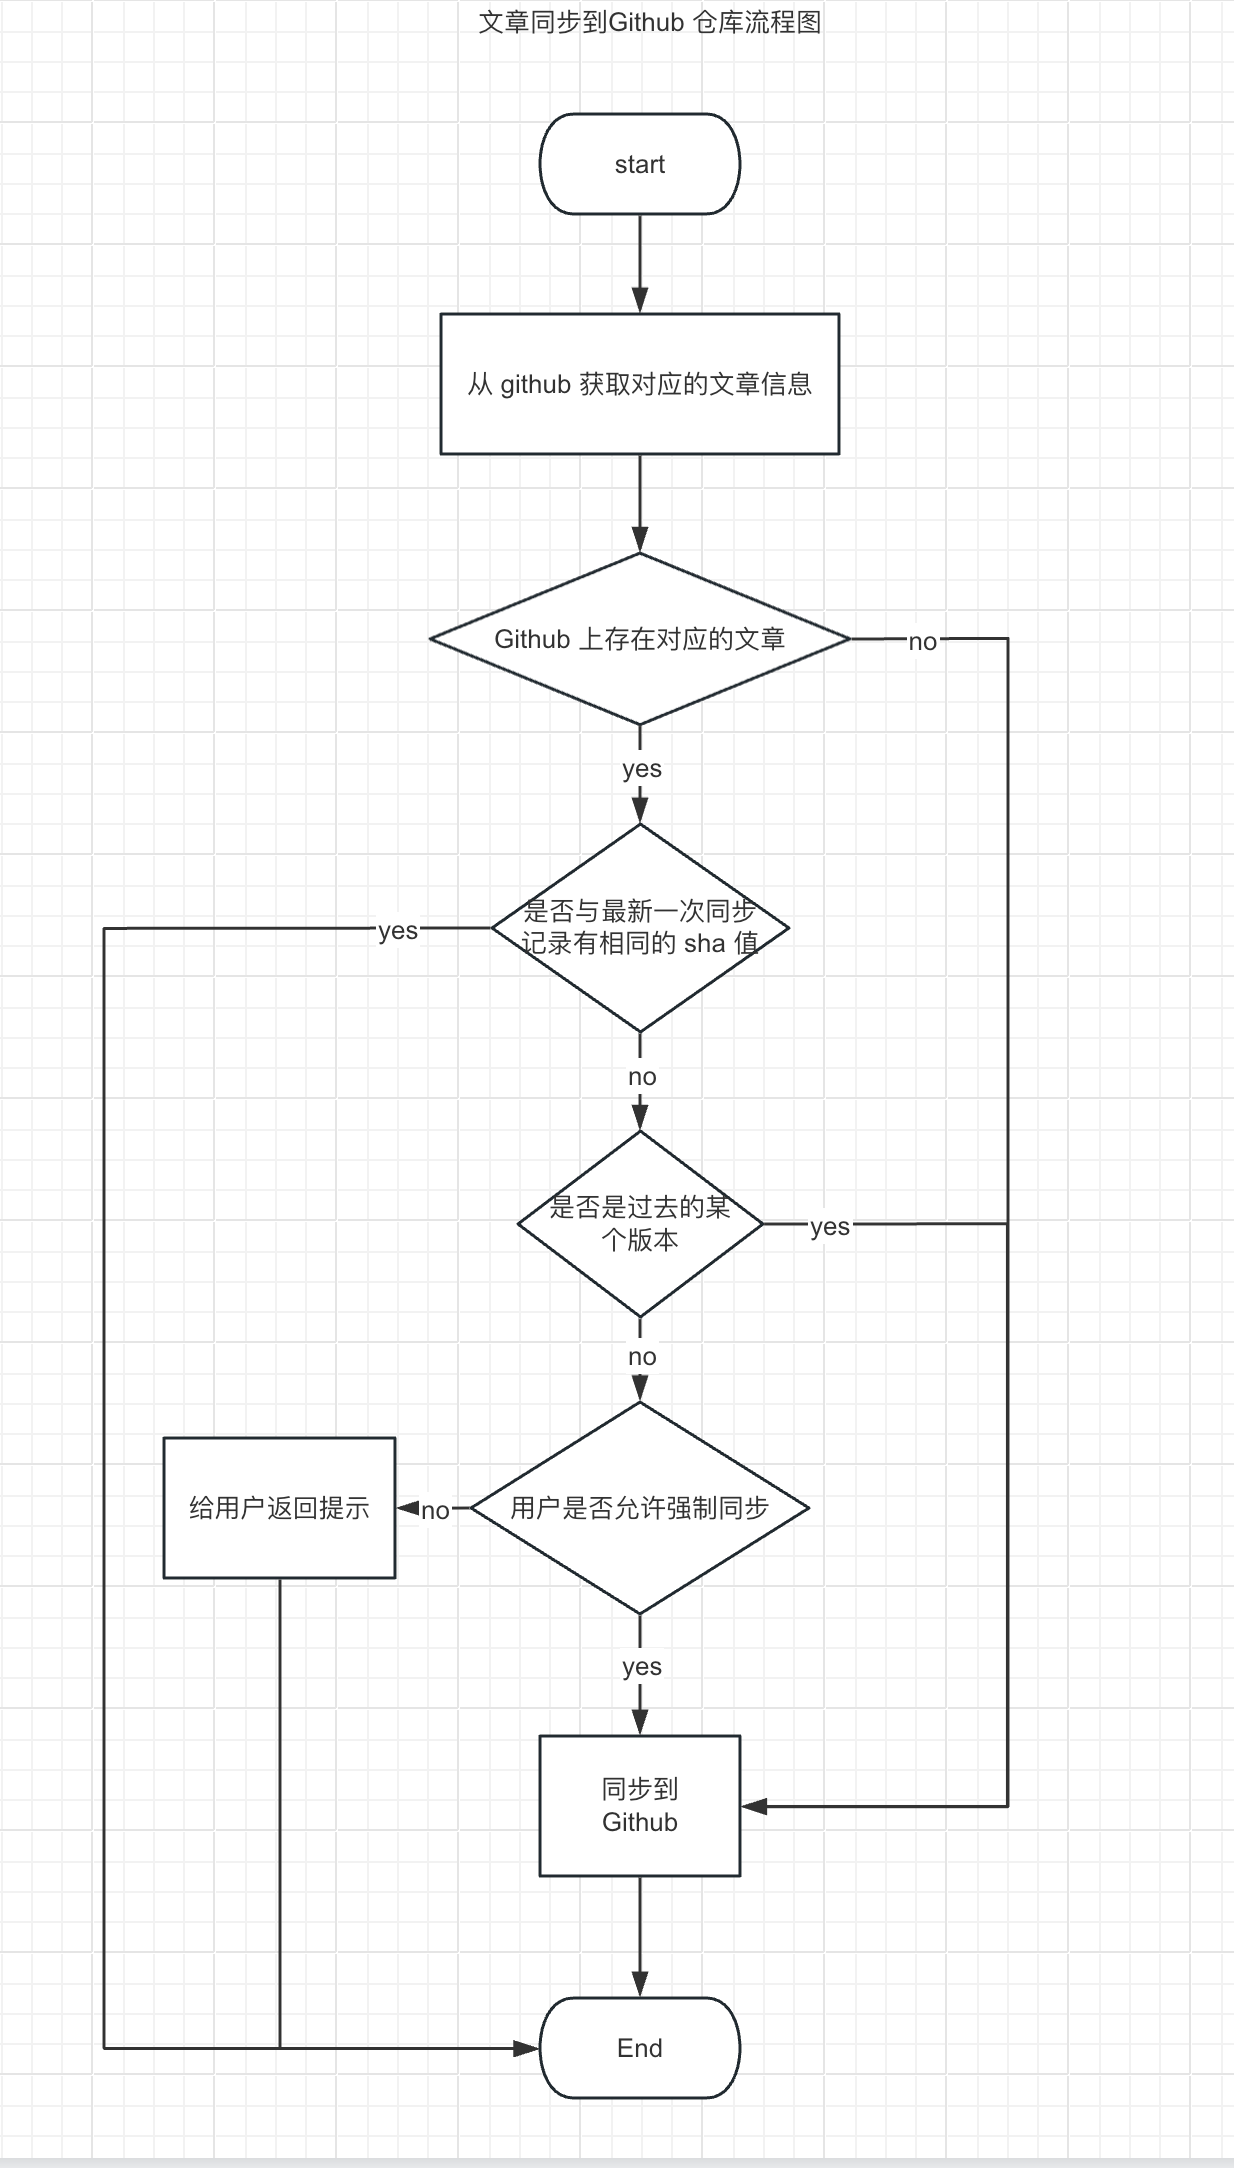 文章同步到Github 仓库流程图
start
从 github 获取对应的文章信息
Github 上存在对应的文章
no
yes
是否与最新一次同步
记录有相同的 sha 值
yes
no
是否是过去的某
个版本
yes
no
用户是否允许强制同步
no
给用户返回提示
yes
同步到
Github
End